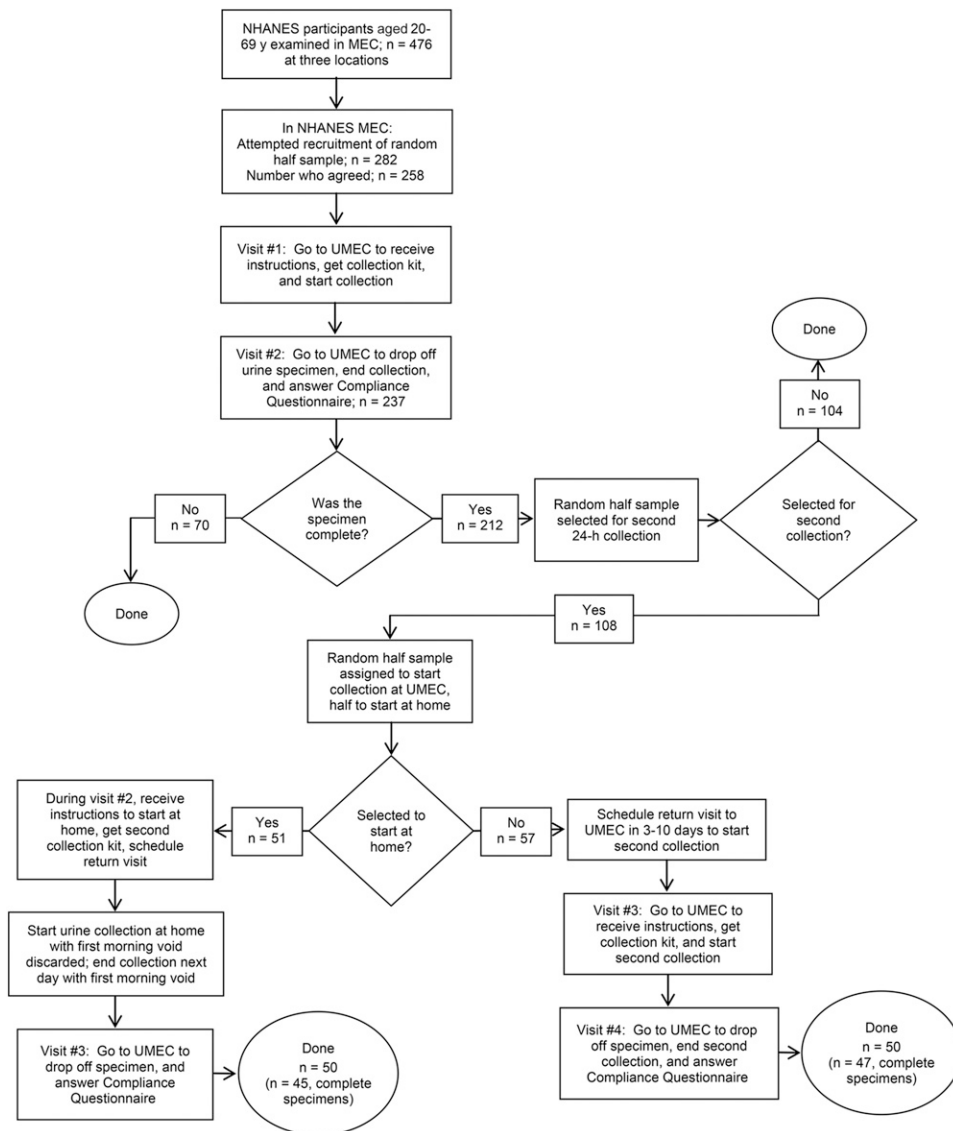 NHANES participants aged 20-
69 y examined in MEC; n = 476
at three locations
In NHANES MEC:
Attempted recruitment of random
half sample; n = 282
Number who agreed; n = 258
Visit #1:  Go to UMEC to receive
instructions, get collection kit,
and start collection
Visit #2:  Go to UMEC to drop off
urine specimen, end collection,
and answer Compliance
Questionnaire; n = 237
Was the
specimen
complete?
No
n = 70
Done
Yes
n = 212
Random half sample
selected for second
24-h collection
Selected for
second
collection?
No
n = 104
Done
Yes
n = 108
Random half sample
assigned to start
collection at UMEC,
half to start at home
Selected to
start at
home?
Yes
n = 51
During visit #2, receive
instructions to start at
home, get second
collection kit, schedule
return visit
Start urine collection at home
with first morning void
discarded; end collection next
day with first morning void
Visit #3:  Go to UMEC to
drop off specimen, and
answer Compliance
Questionnaire
Done
n = 50
(n = 45, complete
specimens)
No
n = 57
Schedule return visit to
UMEC in 3-10 days to start
second collection
Visit #3:  Go to UMEC to
receive instructions, get
collection kit, and start
second collection
Visit #4:  Go to UMEC to drop
off specimen, end second
collection, and answer
Compliance Questionnaire
Done
n = 50
(n = 47, complete
specimens)